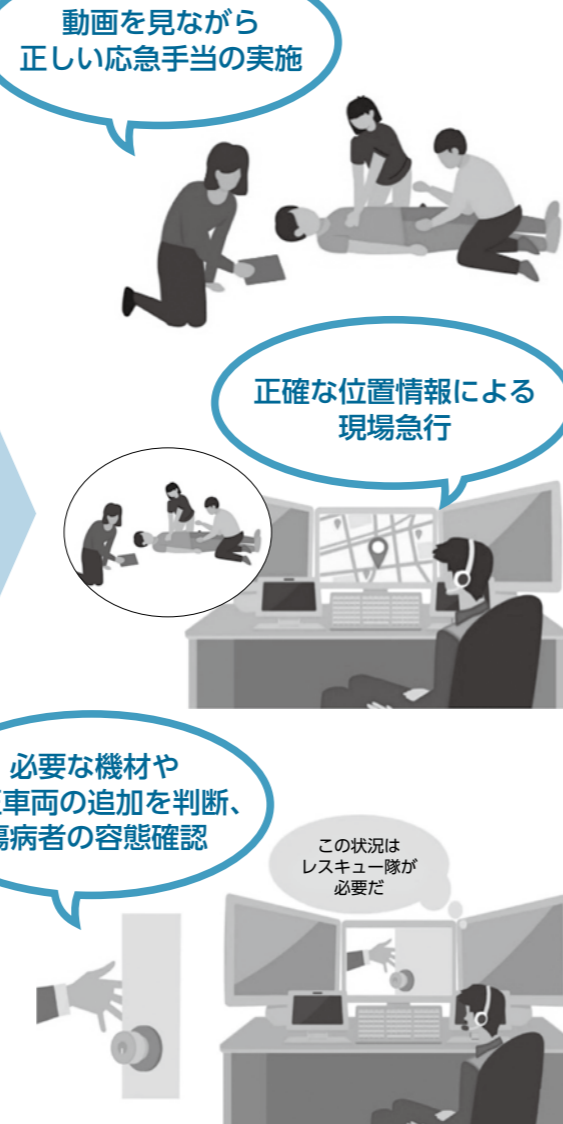 動画を見ながら
正しい応急手当の実施
正確な位置情報による
現場急行
必要な機材や
車両の追加を判断、
病者の容態確認
この状況は
レスキュー隊が
必要だ